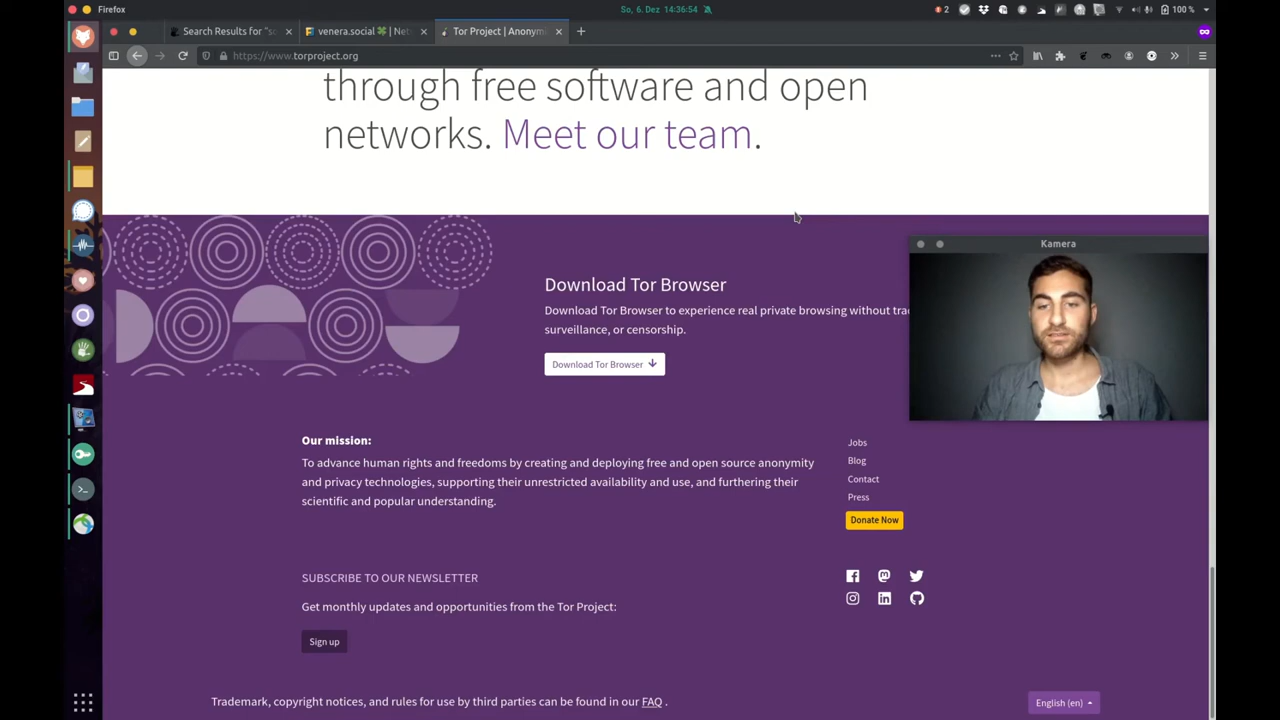 Firefox
So, 6. Dez 14:36:54
2
100 %
Search Results for "so
venera.social
Tor Project | Anonym
https://www.torproject.org
through free software and open
networks. Meet our team.
Kamera
Download Tor Browser
Download Tor Browser to experience real private browsing without
surveillance, or censorship.
Download Tor Browser
Our mission:
To advance human rights and freedoms by creating and deploying free and open source anonymity
and privacy technologies, supporting their unrestricted availability and use, and furthering their
scientific and popular understanding.
Jobs
Blog
Contact
Press
Donate Now
SUBSCRIBE TO OUR NEWSLETTER
Get monthly updates and opportunities from the Tor Project:
Sign up
Trademark, copyright notices, and rules for use by third parties can be found in our FAQ .
English (en)